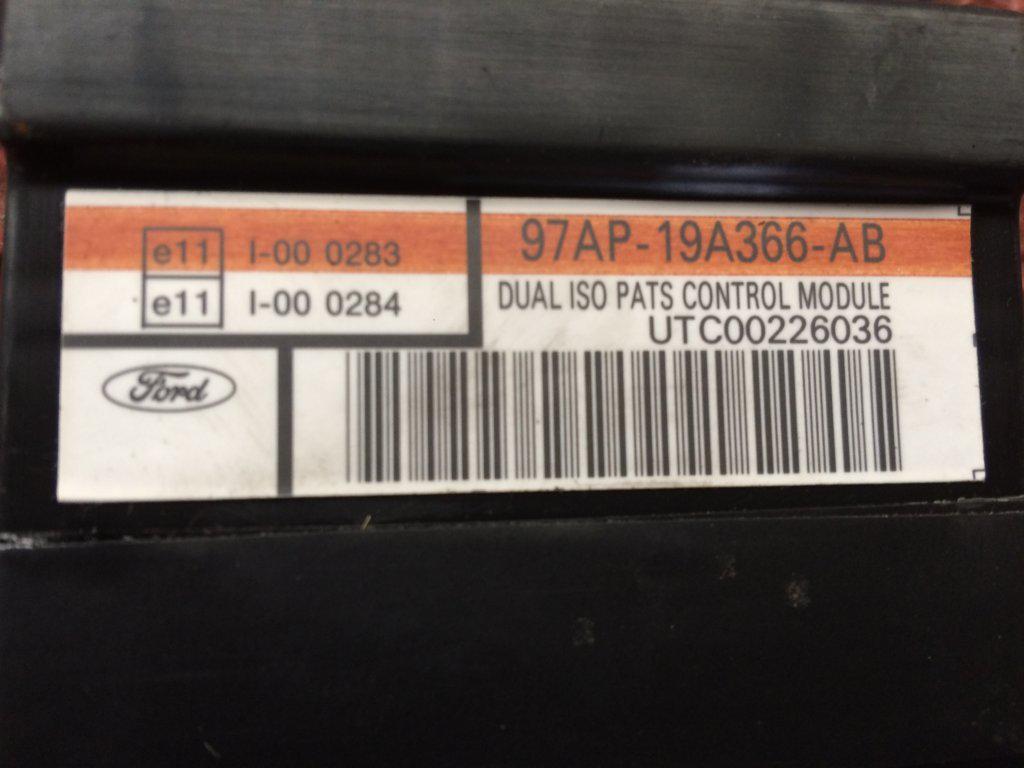 e11 I-00 0283
e11 I-00 0284
97AP-19A366-AB
DUAL ISO PATS CONTROL MODULE
UTC00226036
Ford